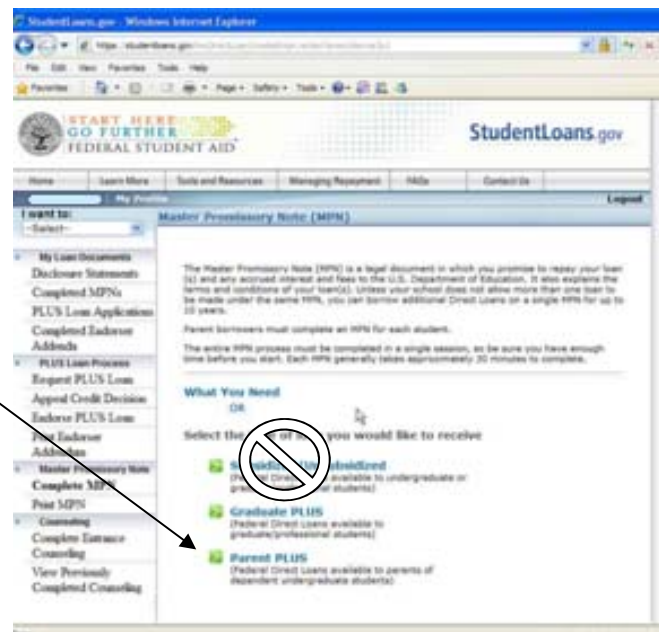 StudentLoans.gov - Windows Internet Explorer
File Edit View Favorites Tools Help
Favorites
Page Safety Tools
START HERE
GO FURTHER
FEDERAL STUDENT AID
StudentLoans.gov
Home Learn More Tools and Resources Managing Repayment FAQs Contact Us
My Profile Logout
I want to:
-Select-
Master Promissory Note (MPN)
My Loan Documents
Disclosure Statements
Completed MPNs
PLUS Loan Applications
Completed Endorser
Addenda
PLUS Loan Process
Request PLUS Loan
Appeal Credit Decision
Endorse PLUS Loan
Print Endorser
Addendum
Master Promissory Note
Complete MPN
Print MPN
Counseling
Complete Entrance
Counseling
View Previously
Completed Counseling
The Master Promissory Note (MPN) is a legal document in which you promise to repay your loan
(s) and any accrued interest and fees to the U.S. Department of Education. It also explains the
terms and conditions of your loan(s). Unless your school does not allow more than one loan to
be made under the same MPN, you can borrow additional Direct Loans on a single MPN for up to
10 years.
Parent borrowers must complete an MPN for each student.
The entire MPN process must be completed in a single session, so be sure you have enough
time before you start. Each MPN generally takes approximately 30 minutes to complete.
What You Need
OR
Select the of you would like to receive
(Federal Direct Loans available to undergraduate or
students)
Graduate PLUS
(Federal Direct Loans available to
graduate/professional students)
Parent PLUS
(Federal Direct Loans available to parents of
dependent undergraduate students)